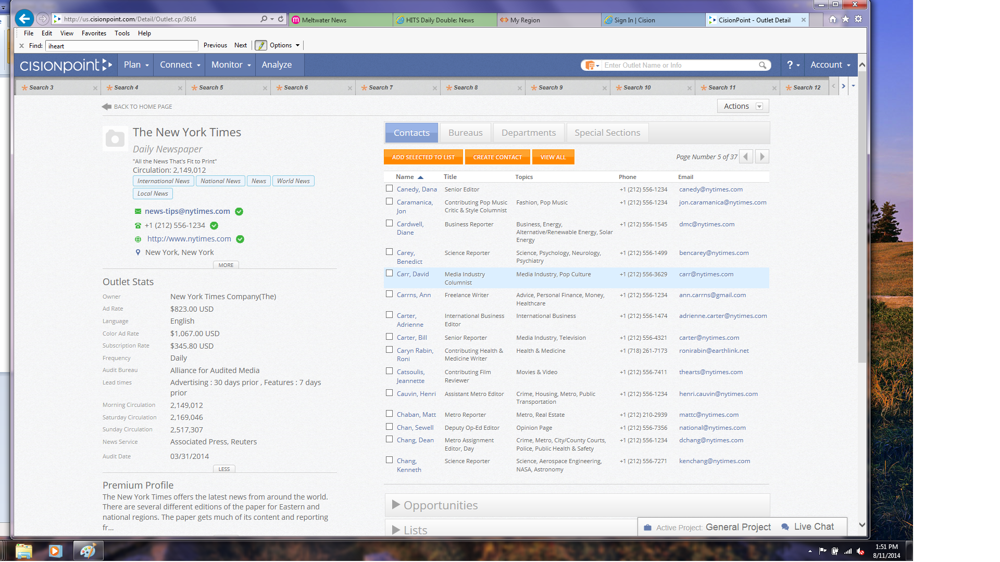 http://us.cisionpoint.com/Detail/Outlet.cp/3616
Meltwater News
HITS Daily Double: News
My Region
Sign In | Cision
CisionPoint - Outlet Detail
File Edit View Favorites Tools Help
Find: iheart Previous Next Options
CISIONpoint Plan Connect Monitor Analyze
Enter Outlet Name or Info
? Account
Search 3 Search 4 Search 5 Search 6 Search 7 Search 8 Search 9 Search 10 Search 11 Search 12
BACK TO HOME PAGE
Actions
The New York Times
Daily Newspaper
"All the News That's Fit to Print"
Circulation: 2,149,012
International News National News News World News
Local News
news-tips@nytimes.com
+1 (212) 556-1234
http://www.nytimes.com
New York, New York
MORE
Outlet Stats
Owner New York Times Company(The)
Ad Rate $823.00 USD
Language English
Color Ad Rate $1,067.00 USD
Subscription Rate $345.80 USD
Frequency Daily
Audit Bureau Alliance for Audited Media
Lead times Advertising : 30 days prior , Features : 7 days
prior
Morning Circulation 2,149,012
Saturday Circulation 2,169,046
Sunday Circulation 2,517,307
News Service Associated Press, Reuters
Audit Date 03/31/2014
LESS
Premium Profile
The New York Times offers the latest news from around the world.
There are several different editions of the paper for Eastern and
national regions. The paper gets much of its content and reporting
fr...
Contacts Bureaus Departments Special Sections
ADD SELECTED TO LIST CREATE CONTACT VIEW ALL Page Number 5 of 37
Name Title Topics Phone Email
Canedy, Dana Senior Editor +1 (212) 556-1234 canedy@nytimes.com
Caramanica, Contributing Pop Music Fashion, Pop Music +1 (212) 556-1234 jon.caramanica@nytimes.com
Jon Critic & Style Columnist
Cardwell, Business Reporter Business, Energy, +1 (212) 556-1545 dmc@nytimes.com
Diane Alternative/Renewable Energy, Solar
Energy
Carey, Science Reporter Science, Psychology, Neurology, +1 (212) 556-1499 bencarey@nytimes.com
Benedict Psychiatry
Carr, David Media Industry Media Industry, Pop Culture +1 (212) 556-3629 carr@nytimes.com
Columnist
Carrns, Ann Freelance Writer Advice, Personal Finance, Money, +1 (212) 556-1234 ann.carrns@gmail.com
Healthcare
Carter, International Business International Business +1 (212) 556-1474 adrienne.carter@nytimes.com
Adrienne Editor
Carter, Bill Senior Reporter Media Industry, Television +1 (212) 556-4321 carter@nytimes.com
Caryn Rabin, Contributing Health & Health & Medicine +1 (718) 261-7173 ronirabin@earthlink.net
Roni Medicine Writer
Catsoulis, Contributing Film Movies & Video +1 (212) 556-7411 thearts@nytimes.com
Jeannette Reviewer
Cauvin, Henri Assistant Metro Editor Crime, Housing, Metro, Public +1 (212) 556-1234 henri.cauvin@nytimes.com
Transportation
Chaban, Matt Metro Reporter Metro, Real Estate +1 (212) 210-2939 mattc@nytimes.com
Chan, Sewell Deputy Op-Ed Editor Opinion Page +1 (212) 556-7356 national@nytimes.com
Chang, Dean Metro Assignment Crime, Metro, City/County Courts, +1 (212) 556-1234 dchang@nytimes.com
Editor, Day Police, Public Health & Safety
Chang, Science Reporter Science, Aerospace Engineering, +1 (212) 556-7271 kenchang@nytimes.com
Kenneth NASA, Astronomy
Opportunities
Lists
Active Project: General Project Live Chat
1:51 PM
8/11/2014